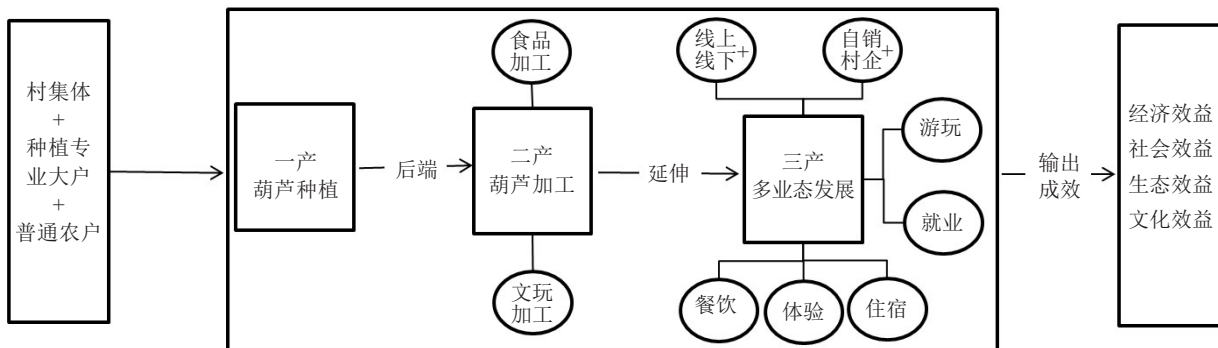 村集体
+
种植专
业大户
+
普通农户
一产
葫芦种植
后端
食品
加工
二产
葫芦加工
文玩
加工
延伸
线上+
线下
自销+
村企
三产
多业态发展
游玩
就业
餐饮
体验
住宿
输出
成效
经济效益
社会效益
生态效益
文化效益